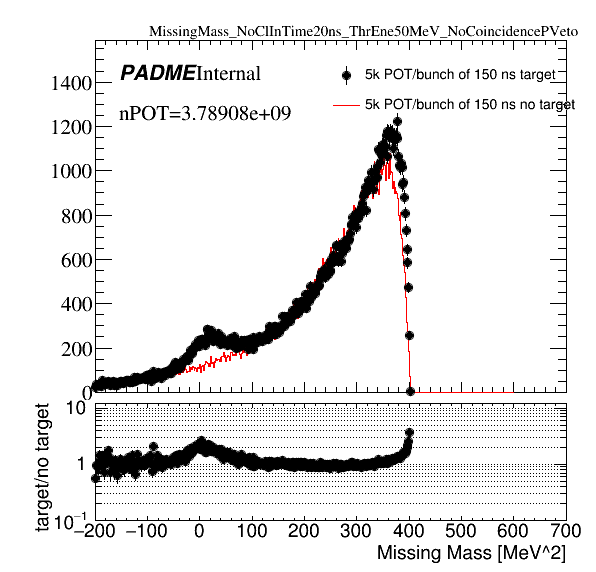 MissingMass_NoClInTime20ns_ThrEne50MeV_NoCoincidencePVeto
PADME Internal
nPOT=3.78908e+09
5k POT/bunch of 150 ns target
5k POT/bunch of 150 ns no target
1400
1200
1000
800
600
400
200
0
target/no target
10
1
10^−1
−200 −100 0 100 200 300 400 500 600 700
Missing Mass [MeV^2]